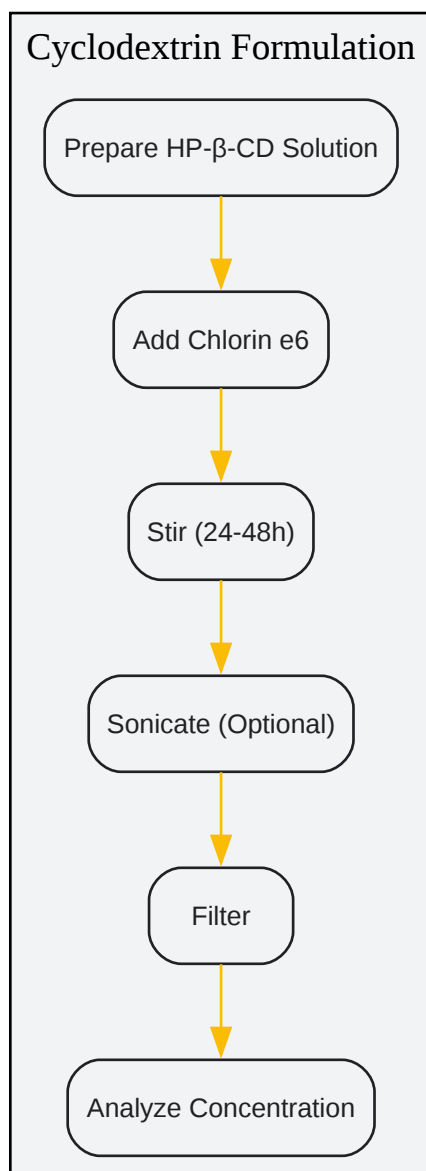 Cyclodextrin Formulation
Prepare HP-β-CD Solution
Add Chlorin e6
Stir (24-48h)
Sonicate (Optional)
Filter
Analyze Concentration